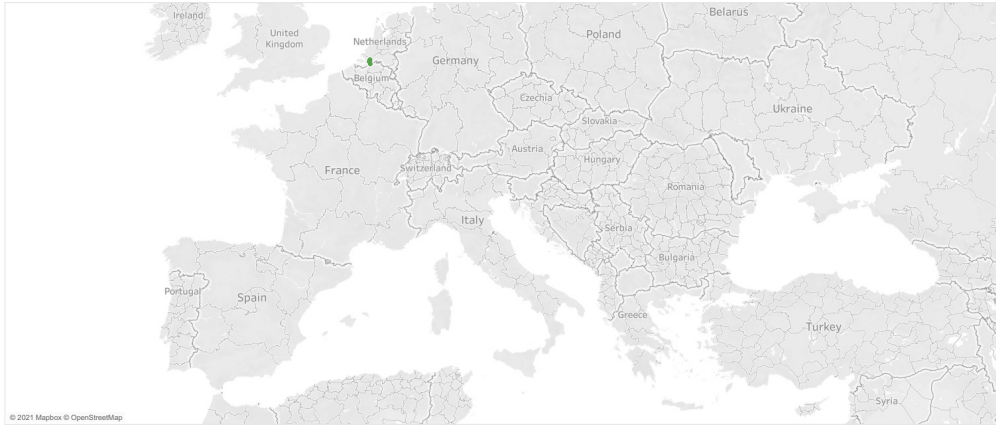 Ireland
United
Kingdom
Netherlands
Belgium
Germany
Poland
Belarus
Czechia
Slovakia
Ukraine
Austria
Hungary
Switzerland
France
Romania
Italy
Serbia
Bulgaria
Portugal
Spain
Greece
Turkey
Syria
© 2021 Mapbox © OpenStreetMap